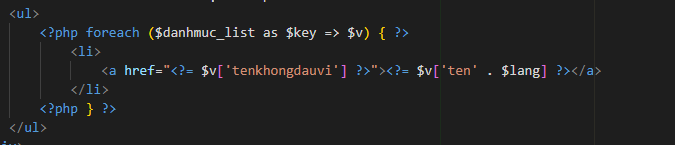 <ul>
<?php foreach ($danhmuc_list as $key => $v) { ?>
<li>
<a href="<?= $v['tenkhongdauvi'] ?>"><?= $v['ten' . $lang] ?></a>
</li>
<?php } ?>
</ul>